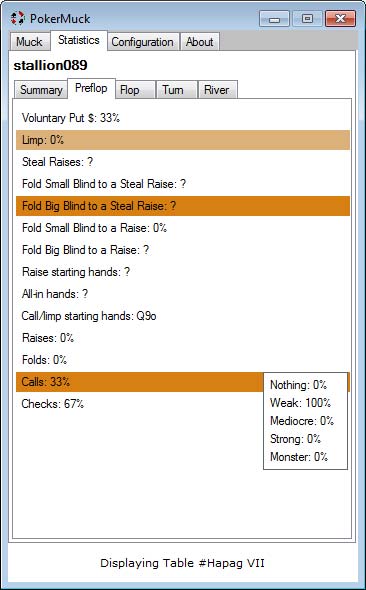 PokerMuck
Muck Statistics Configuration About
stallion089
Summary Preflop Flop Turn River
Voluntary Put $: 33%
Limp: 0%
Steal Raises: ?
Fold Small Blind to a Steal Raise: ?
Fold Big Blind to a Steal Raise: ?
Fold Small Blind to a Raise: 0%
Fold Big Blind to a Raise: ?
Raise starting hands: ?
All-in hands: ?
Call/limp starting hands: Q9o
Raises: 0%
Folds: 0%
Calls: 33%
Checks: 67%
Nothing: 0%
Weak: 100%
Mediocre: 0%
Strong: 0%
Monster: 0%
Displaying Table #Hapag VII